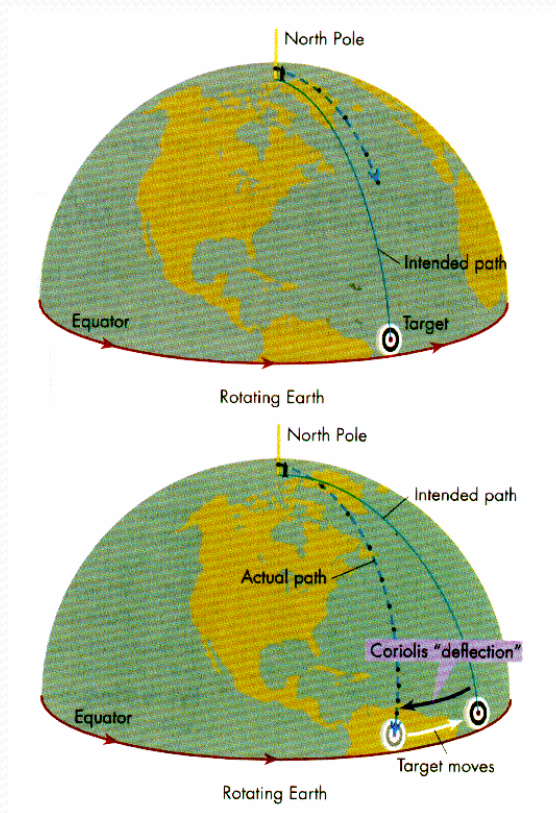 North Pole
Intended path
Equator
Target
Rotating Earth
North Pole
Intended path
Actual path
Coriolis "deflection"
Equator
Target moves
Rotating Earth